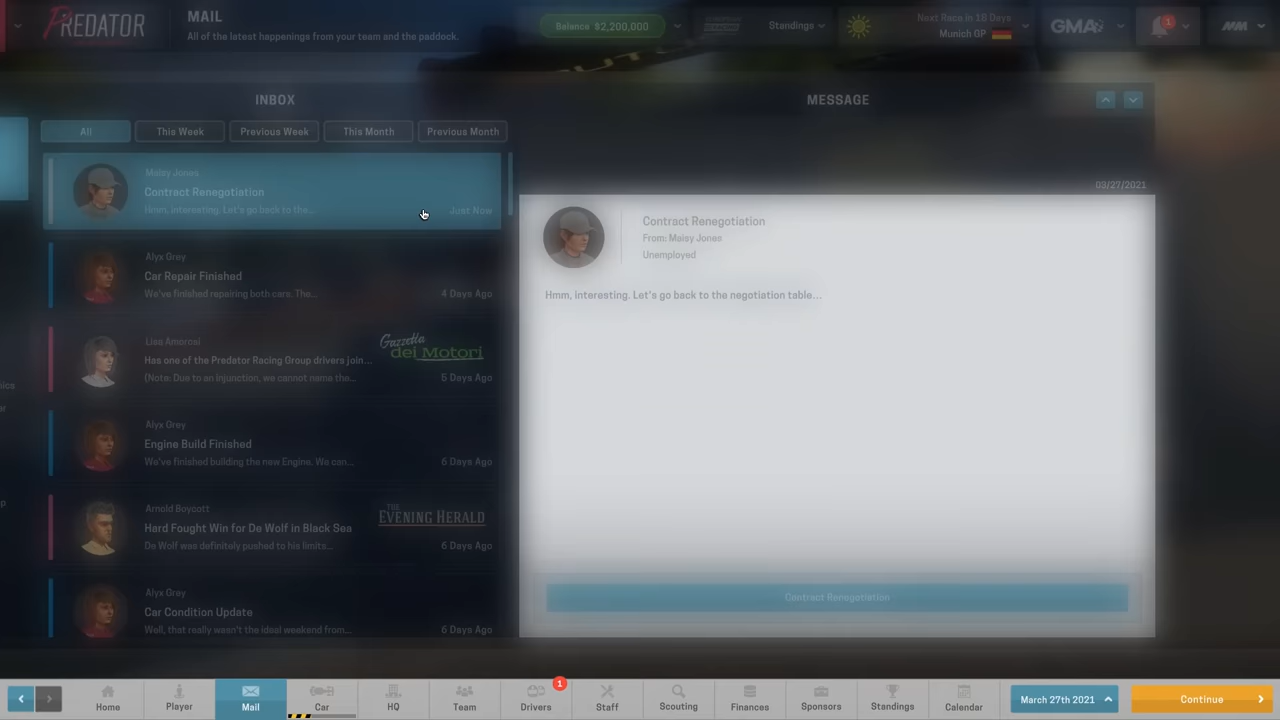 PREDATOR
MAIL
All of the latest happenings from your team and the paddock.
Balance $2,200,000
Standings
Next Race in 16 Days
Munich GP
GMA
1
INBOX
All
This Week
Previous Week
This Month
Previous Month
Maisy Jones
Contract Renegotiation
Hmm, interesting. Let's go back to the...
Just Now
Alyx Grey
Car Repair Finished
We've finished repairing both cars. The...
4 Days Ago
Lisa Amorosi
Gazzetta
dei Motori
Has one of the Predator Racing Group drivers join...
(Note: Due to an injunction, we cannot name the...
5 Days Ago
Alyx Grey
Engine Build Finished
We've finished building the new Engine. We can...
6 Days Ago
Arnold Boycott
THE
EVENING HERALD
Hard Fought Win for De Wolf in Black Sea
De Wolf was definitely pushed to his limits...
6 Days Ago
Alyx Grey
Car Condition Update
Well, that really wasn't the ideal weekend from...
6 Days Ago
MESSAGE
03/27/2021
Contract Renegotiation
From: Maisy Jones
Unemployed
Hmm, interesting. Let's go back to the negotiation table...
Contract Renegotiation
Home
Player
Mail
Car
HQ
Team
1
Drivers
Staff
Scouting
Finances
Sponsors
Standings
Calendar
March 27th 2021
Continue